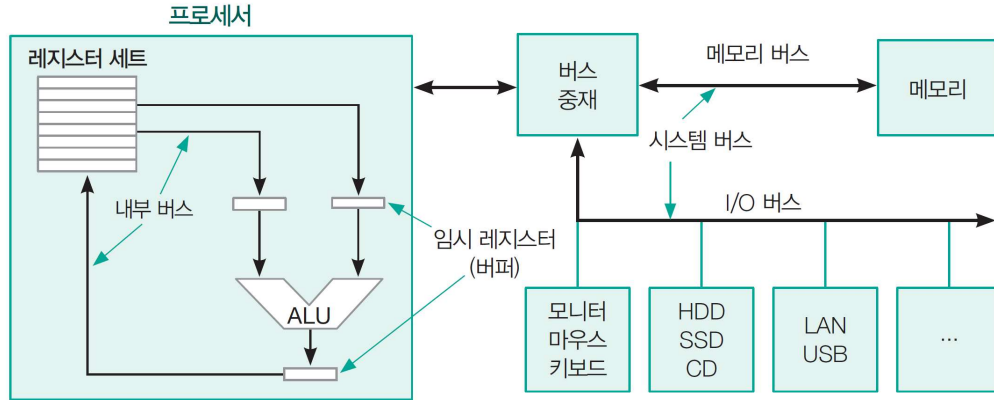 프로세서
레지스터 세트
내부 버스
ALU
임시 레지스터
(버퍼)
버스
중재
메모리 버스
메모리
시스템 버스
I/O 버스
모니터
마우스
키보드
HDD
SSD
CD
LAN
USB
...